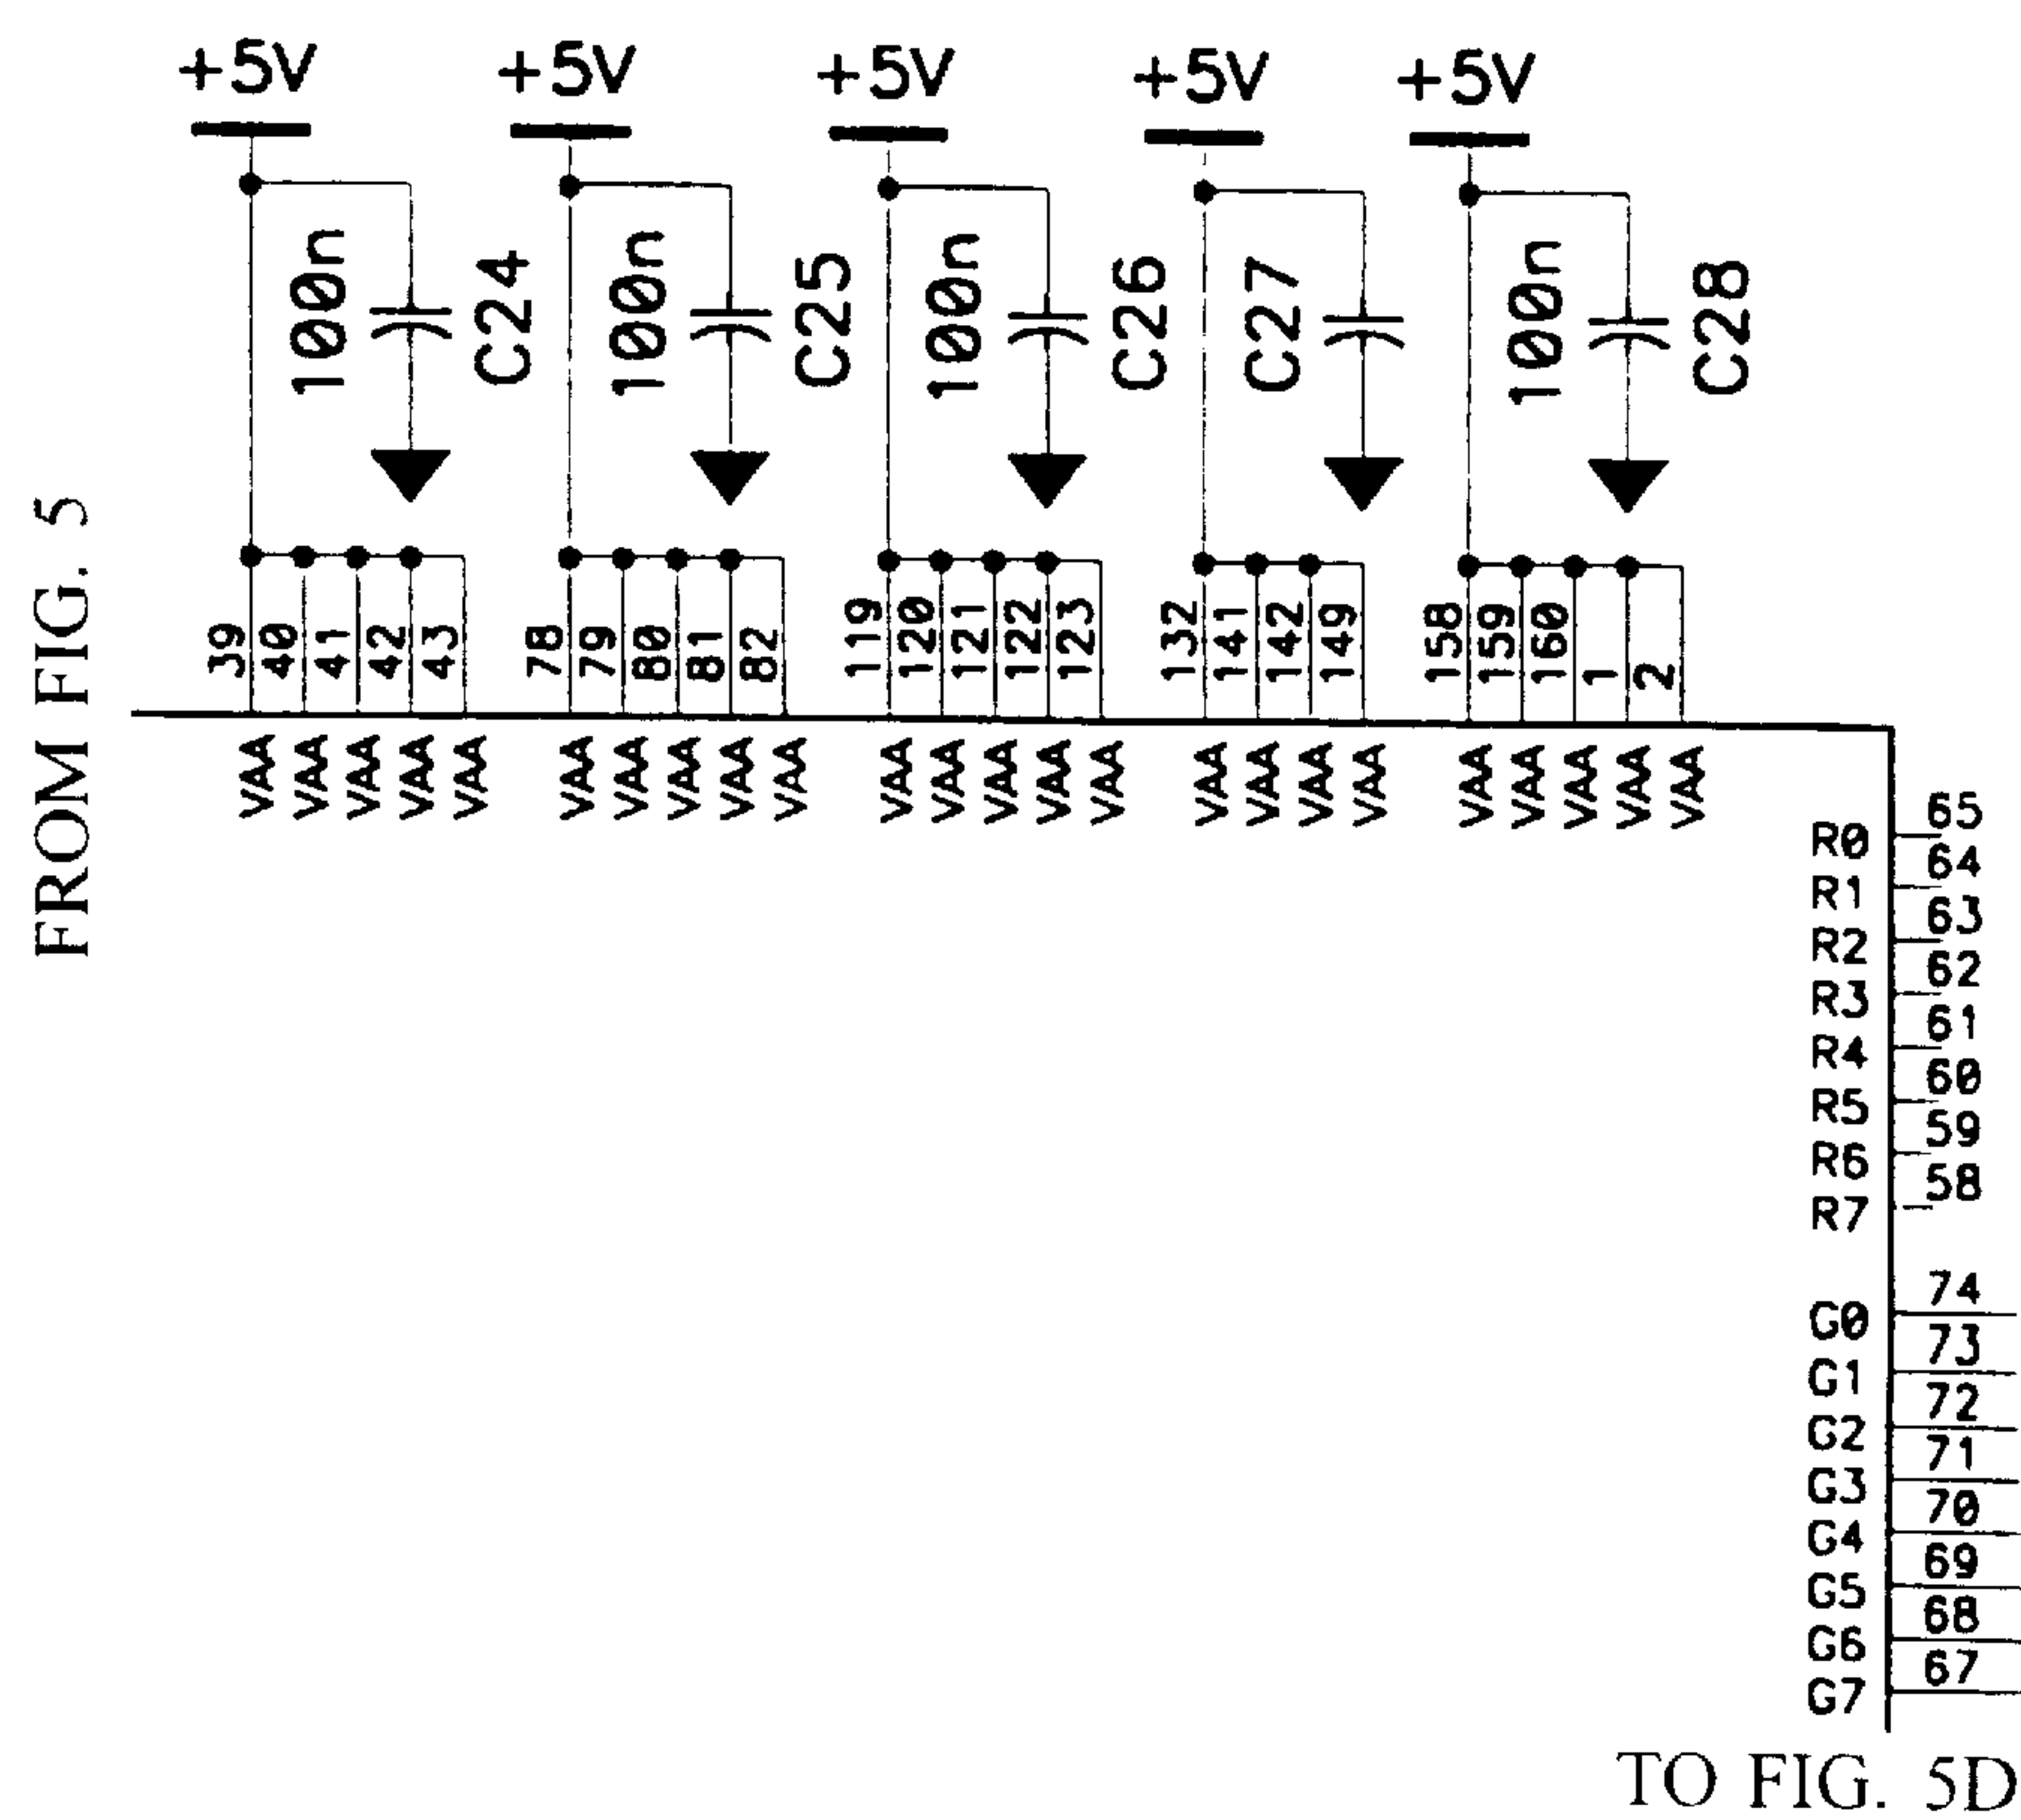 +5V +5V +5V +5V +5V
100n C24 100n C25 100n C26 C27 100n C28
FROM FIG. 5
39 40 41 42 43 78 79 80 81 82 119 120 121 122 123 132 141 142 149 158 159 160 1 2
VAA VAA VAA VAA VAA VAA VAA VAA VAA VAA VAA VAA VAA VAA VAA VAA VAA VAA VAA VAA VAA VAA VAA VAA
R0 65
R1 64
R2 63
R3 62
R4 61
R5 60
R6 59
R7 58
G0 74
G1 73
G2 72
G3 71
G4 70
G5 69
G6 68
G7 67
TO FIG. 5D